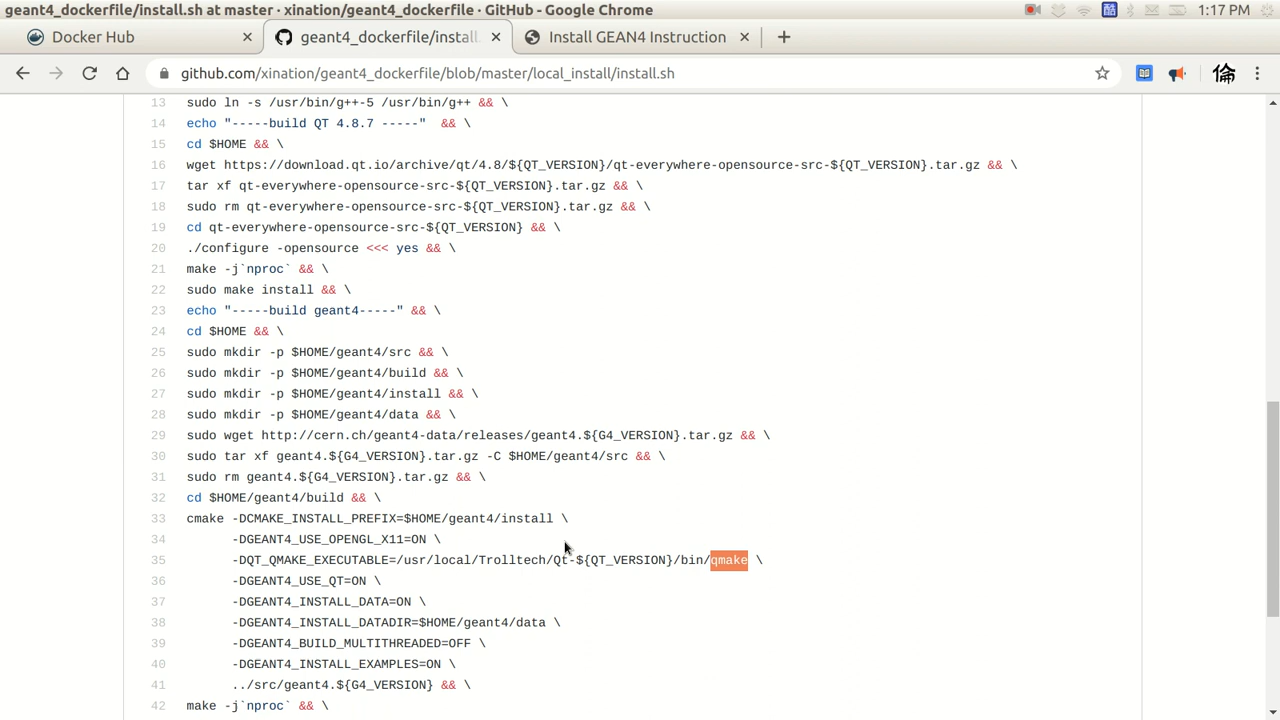 geant4_dockerfile/install.sh at master · xination/geant4_dockerfile · GitHub - Google Chrome
酷
1:17 PM
Docker Hub
geant4_dockerfile/install.
Install GEAN4 Instruction
github.com/xination/geant4_dockerfile/blob/master/local_install/install.sh
倫
13 sudo ln -s /usr/bin/g++-5 /usr/bin/g++ && \
14 echo "-----build QT 4.8.7 -----"  && \
15 cd $HOME && \
16 wget https://download.qt.io/archive/qt/4.8/${QT_VERSION}/qt-everywhere-opensource-src-${QT_VERSION}.tar.gz && \
17 tar xf qt-everywhere-opensource-src-${QT_VERSION}.tar.gz && \
18 sudo rm qt-everywhere-opensource-src-${QT_VERSION}.tar.gz && \
19 cd qt-everywhere-opensource-src-${QT_VERSION} && \
20 ./configure -opensource <<< yes && \
21 make -j`nproc` && \
22 sudo make install && \
23 echo "-----build geant4-----" && \
24 cd $HOME && \
25 sudo mkdir -p $HOME/geant4/src && \
26 sudo mkdir -p $HOME/geant4/build && \
27 sudo mkdir -p $HOME/geant4/install && \
28 sudo mkdir -p $HOME/geant4/data && \
29 sudo wget http://cern.ch/geant4-data/releases/geant4.${G4_VERSION}.tar.gz && \
30 sudo tar xf geant4.${G4_VERSION}.tar.gz -C $HOME/geant4/src && \
31 sudo rm geant4.${G4_VERSION}.tar.gz && \
32 cd $HOME/geant4/build && \
33 cmake -DCMAKE_INSTALL_PREFIX=$HOME/geant4/install \
34 -DGEANT4_USE_OPENGL_X11=ON \
35 -DQT_QMAKE_EXECUTABLE=/usr/local/Trolltech/Qt-${QT_VERSION}/bin/qmake \
36 -DGEANT4_USE_QT=ON \
37 -DGEANT4_INSTALL_DATA=ON \
38 -DGEANT4_INSTALL_DATADIR=$HOME/geant4/data \
39 -DGEANT4_BUILD_MULTITHREADED=OFF \
40 -DGEANT4_INSTALL_EXAMPLES=ON \
41 ../src/geant4.${G4_VERSION} && \
42 make -j`nproc` && \